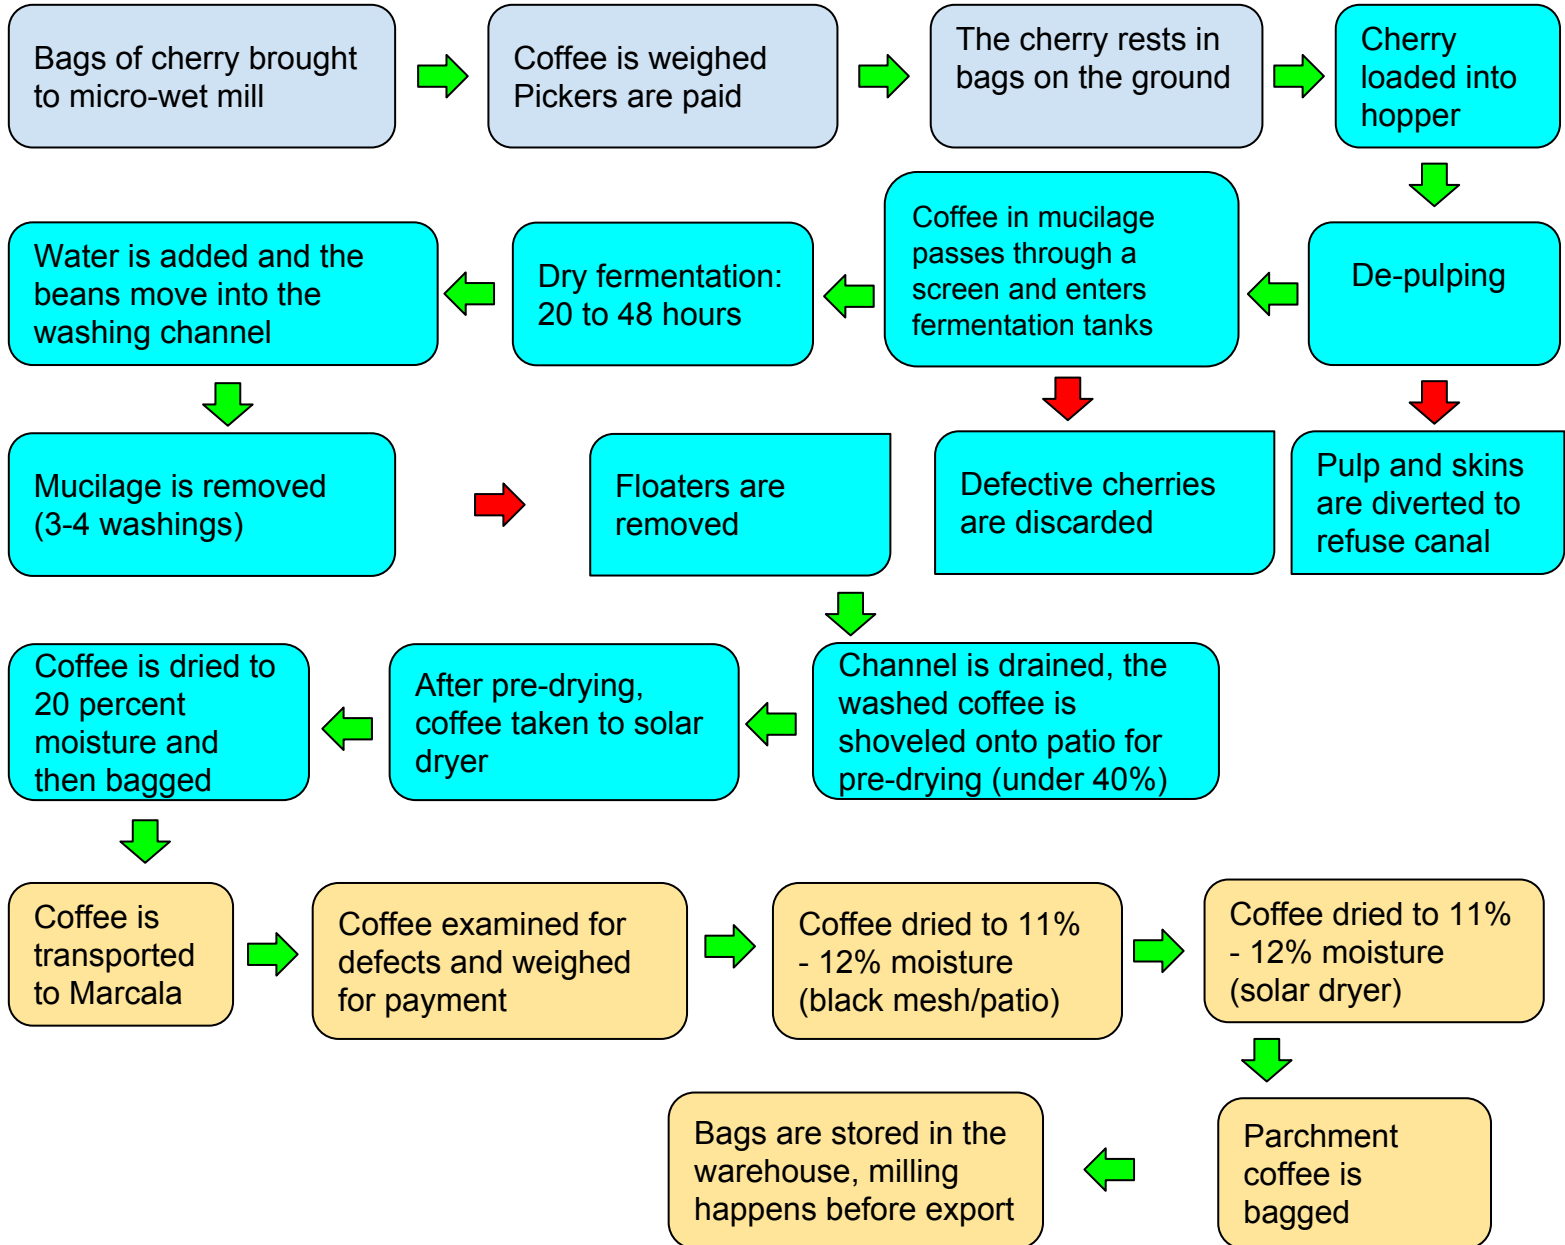 Bags of cherry brought
to micro-wet mill
Coffee is weighed
Pickers are paid
The cherry rests in
bags on the ground
Cherry
loaded into
hopper
De-pulping
Coffee in mucilage
passes through a
screen and enters
fermentation tanks
Dry fermentation:
20 to 48 hours
Water is added and the
beans move into the
washing channel
Mucilage is removed
(3-4 washings)
Floaters are
removed
Defective cherries
are discarded
Pulp and skins
are diverted to
refuse canal
Channel is drained, the
washed coffee is
shoveled onto patio for
pre-drying (under 40%)
After pre-drying,
coffee taken to solar
dryer
Coffee is dried to
20 percent
moisture and
then bagged
Coffee is
transported
to Marcala
Coffee examined for
defects and weighed
for payment
Coffee dried to 11%
- 12% moisture
(black mesh/patio)
Coffee dried to 11%
- 12% moisture
(solar dryer)
Parchment
coffee is
bagged
Bags are stored in the
warehouse, milling
happens before export